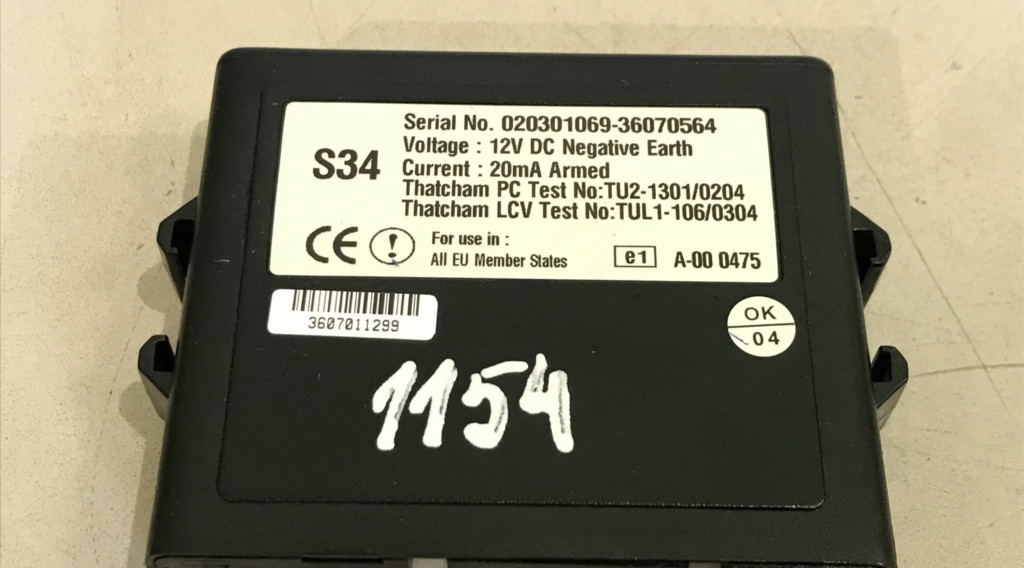 S34
Serial No. 020301069-36070564
Voltage : 12V DC Negative Earth
Current : 20mA Armed
Thatcham PC Test No:TU2-1301/0204
Thatcham LCV Test No:TUL1-106/0304
CE ! For use in :
All EU Member States
e1 A-00 0475
3607011299
OK
04
1154